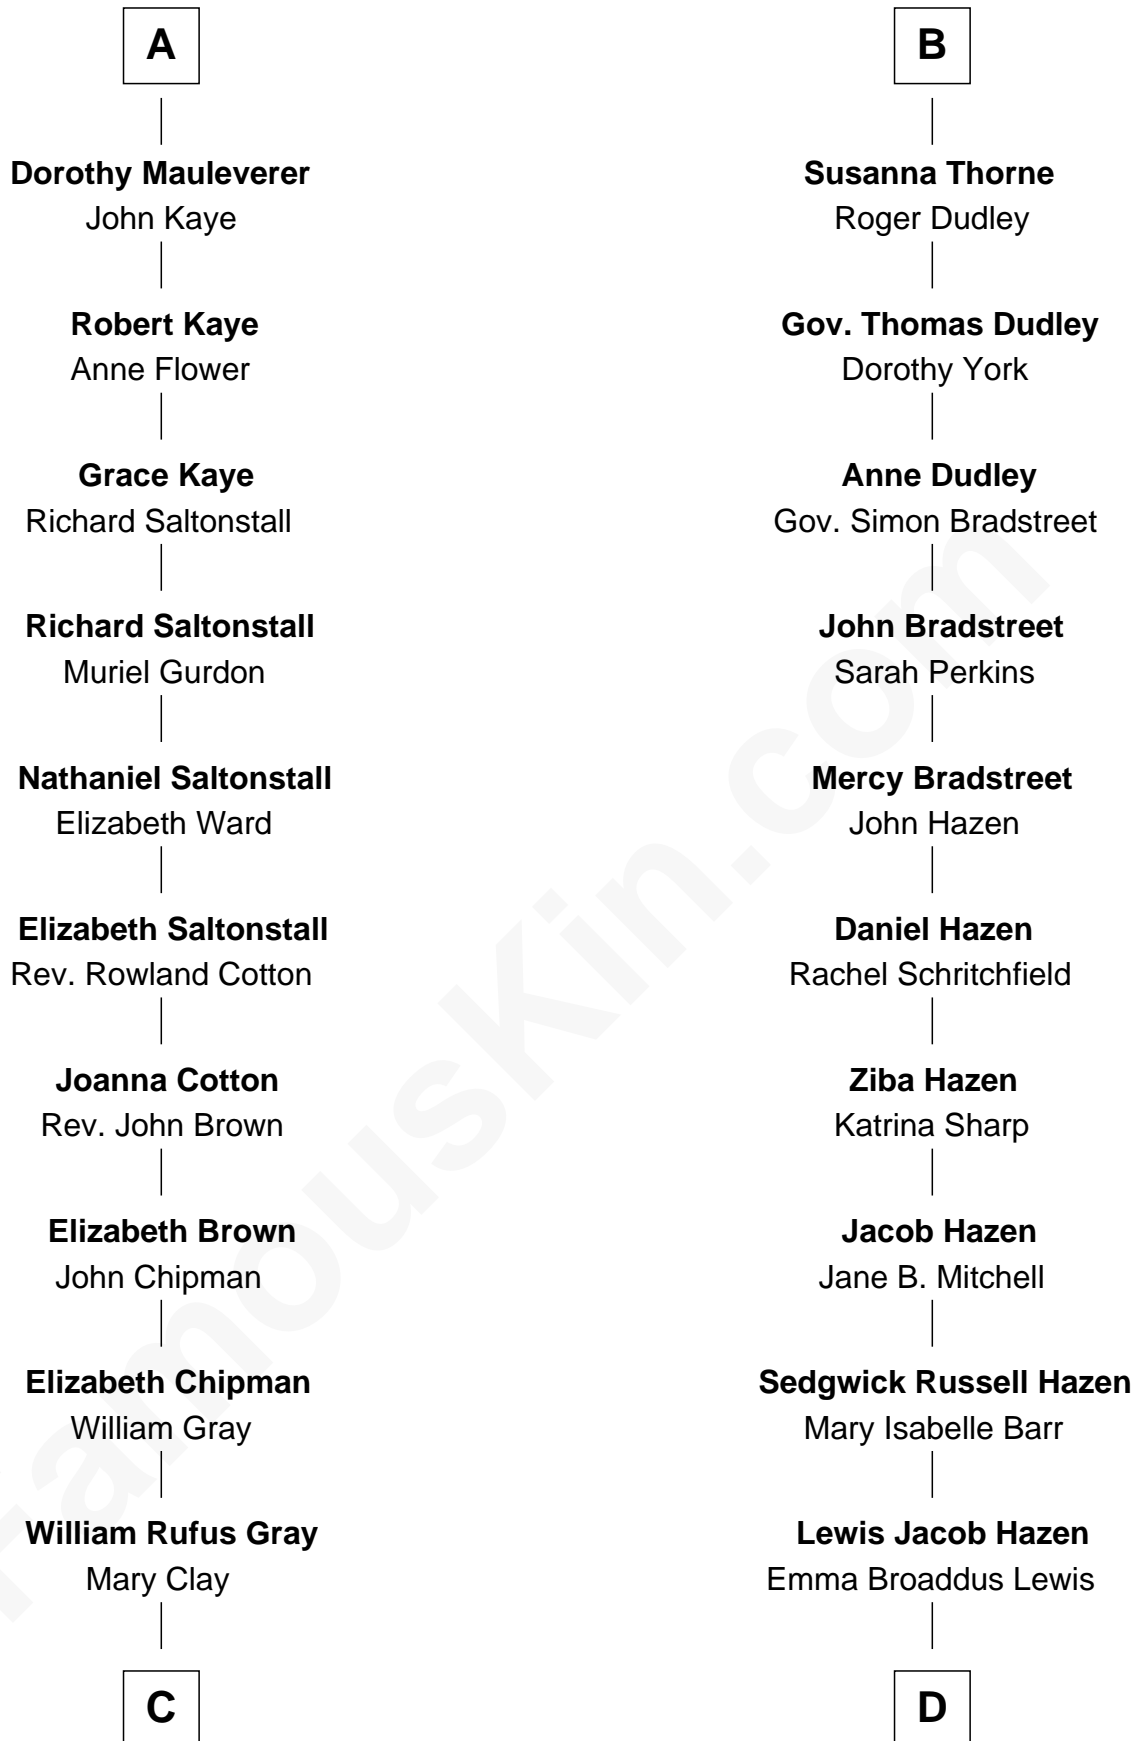 A
Dorothy Mauleverer
John Kaye
Robert Kaye
Anne Flower
Grace Kaye
Richard Saltonstall
Richard Saltonstall
Muriel Gurdon
Nathaniel Saltonstall
Elizabeth Ward
Elizabeth Saltonstall
Rev. Rowland Cotton
Joanna Cotton
Rev. John Brown
Elizabeth Brown
John Chipman
Elizabeth Chipman
William Gray
William Rufus Gray
Mary Clay
C
B
Susanna Thorne
Roger Dudley
Gov. Thomas Dudley
Dorothy York
Anne Dudley
Gov. Simon Bradstreet
John Bradstreet
Sarah Perkins
Mercy Bradstreet
John Hazen
Daniel Hazen
Rachel Schritchfield
Ziba Hazen
Katrina Sharp
Jacob Hazen
Jane B. Mitchell
Sedgwick Russell Hazen
Mary Isabelle Barr
Lewis Jacob Hazen
Emma Broaddus Lewis
D
FamousKin.com